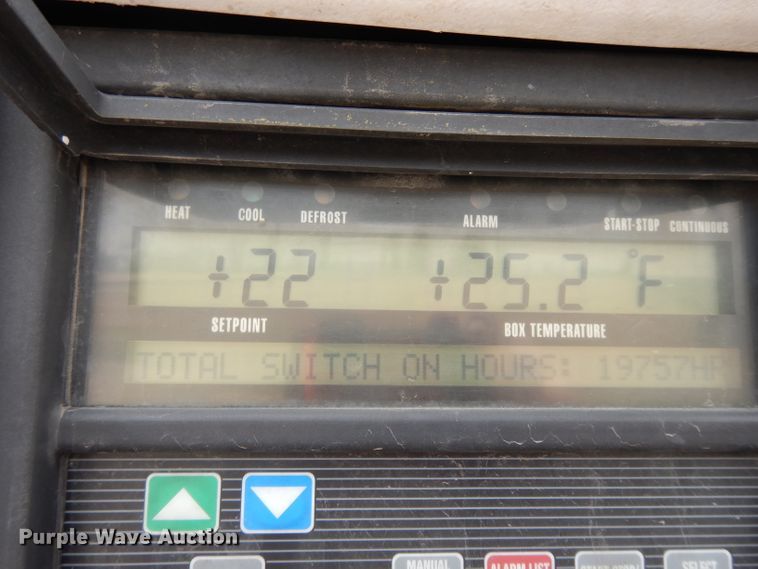 HEAT COOL DEFROST ALARM START-STOP CONTINUOUS
+22 +25.2 °F
SETPOINT BOX TEMPERATURE
TOTAL SWITCH ON HOURS: 19757HR
MANUAL ALARM LIST SELECT
Purple Wave Auction